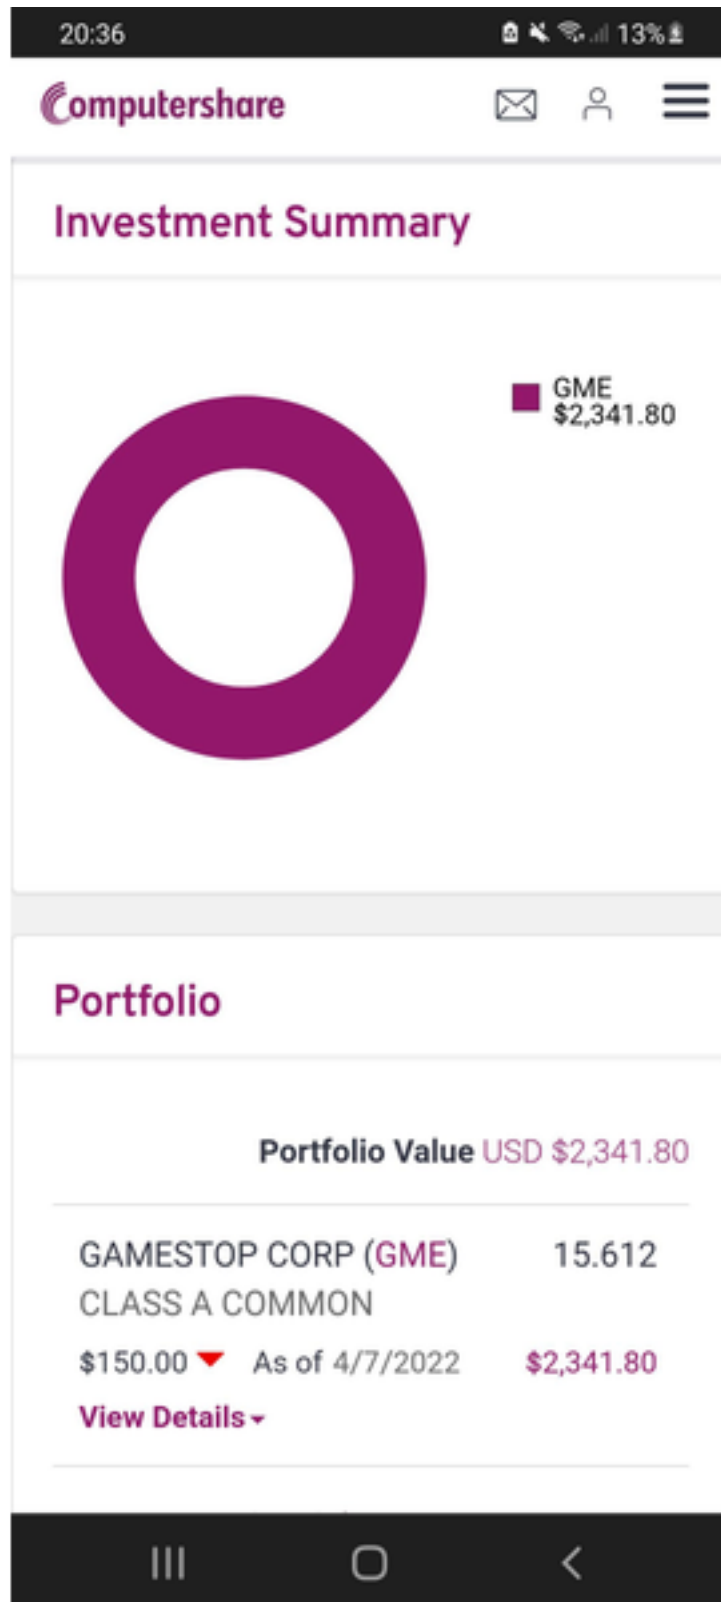 20:36 13%
Computershare
Investment Summary
GME
$2,341.80
Portfolio
Portfolio Value USD $2,341.80
GAMESTOP CORP (GME) 15.612
CLASS A COMMON
$150.00 As of 4/7/2022 $2,341.80
View Details